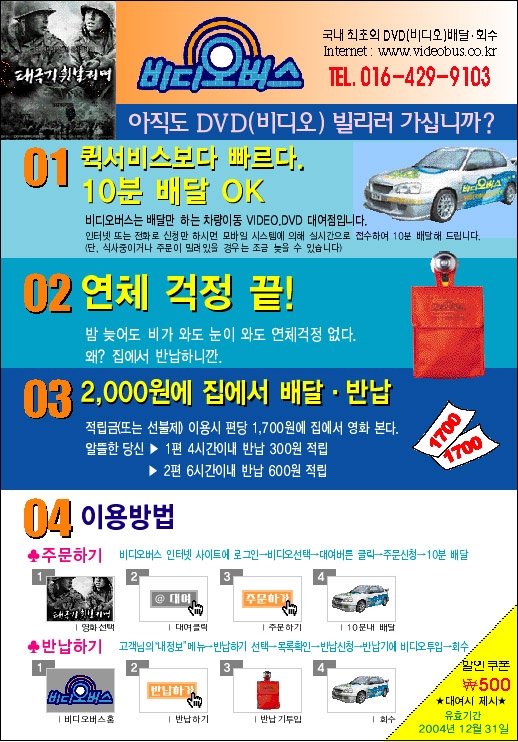 태극기 휘날리며
비디오버스
국내 최초의 DVD(비디오)배달·회수
Internet : www.videobus.co.kr
TEL. 016-429-9103
아직도 DVD(비디오) 빌리러 가십니까?
01 퀵서비스보다 빠르다.
10분 배달 OK
비디오버스는 배달만 하는 차량이동 VIDEO,DVD 대여점입니다.
인터넷 또는 전화로 신청만 하시면 모바일 시스템에 의해 실시간으로 접수하여 10분 배달해 드립니다.
(단, 식사중이거나 주문이 밀려있을 경우는 조금 늦을 수 있습니다)
비디오버스
02 연체 걱정 끝!
밤 늦어도 비가 와도 눈이 와도 연체걱정 없다.
왜? 집에서 반납하니깐.
03 2,000원에 집에서 배달·반납
적립금(또는 선불제) 이용시 편당 1,700원에 집에서 영화 본다.
알뜰한 당신 ▶ 1편 4시간이내 반납 300원 적립
▶ 2편 6시간이내 반납 600원 적립
1700
1700
04 이용방법
♣주문하기 비디오버스 인터넷 사이트에 로그인→비디오선택→대여버튼 클릭→주문신청→10분 배달
1 2 3 4
태극기 휘날리며
@ 대여
주문하기
| 영화선택 | 대여클릭 | 주문하기 | 10분내 배달
♣반납하기 고객님의"내정보"메뉴→반납하기 선택→목록확인→반납신청→반납기에 비디오투입→회수
1 2 3 4
비디오버스
반납하기
| 비디오버스홈 | 반납하기 | 반납기투입 | 회수
할인쿠폰
₩500
★대여시 제시★
유효기간
2004년 12월 31일